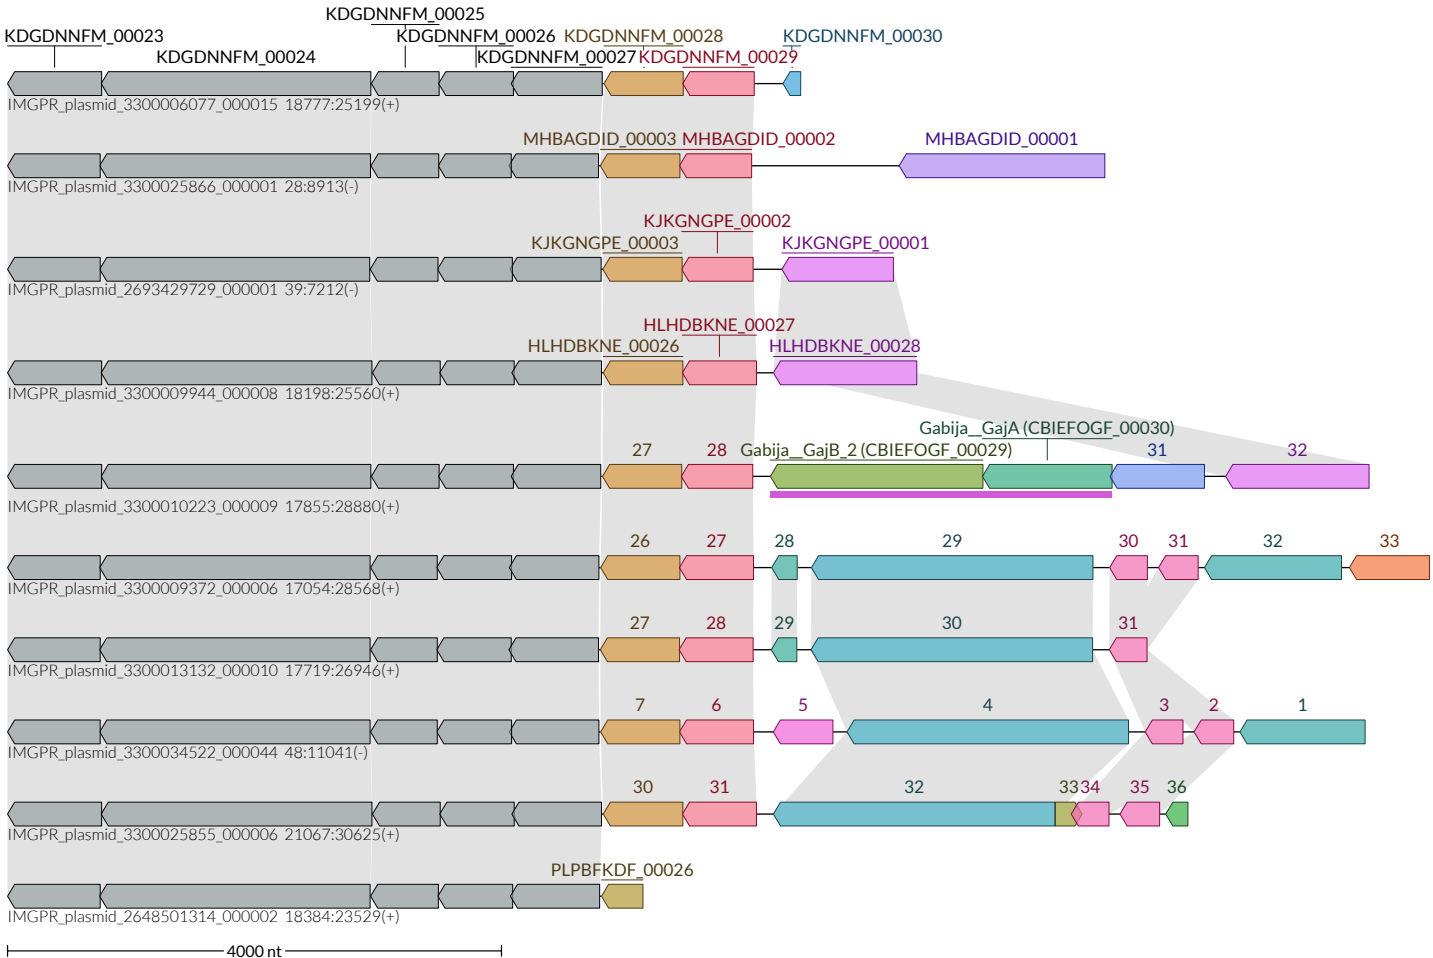 KDGDNNFM_00025
KDGDNNFM_00023 KDGDNNFM_00026 KDGDNNFM_00028 KDGDNNFM_00030
KDGDNNFM_00024 KDGDNNFM_00027 KDGDNNFM_00029
IMGPR_plasmid_3300006077_000015 18777:25199(+)
MHBAGDID_00003 MHBAGDID_00002 MHBAGDID_00001
IMGPR_plasmid_3300025866_000001 28:8913(-)
KJKGNGPE_00002
KJKGNGPE_00003 KJKGNGPE_00001
IMGPR_plasmid_2693429729_000001 39:7212(-)
HLHDBKNE_00027
HLHDBKNE_00026 HLHDBKNE_00028
IMGPR_plasmid_3300009944_000008 18198:25560(+)
Gabija__GajA (CBIEFOGF_00030)
27 28 Gabija__GajB_2 (CBIEFOGF_00029) 31 32
IMGPR_plasmid_3300010223_000009 17855:28880(+)
26 27 28 29 30 31 32 33
IMGPR_plasmid_3300009372_000006 17054:28568(+)
27 28 29 30 31
IMGPR_plasmid_3300013132_000010 17719:26946(+)
7 6 5 4 3 2 1
IMGPR_plasmid_3300034522_000044 48:11041(-)
30 31 32 33 34 35 36
IMGPR_plasmid_3300025855_000006 21067:30625(+)
PLPBFKDF_00026
IMGPR_plasmid_2648501314_000002 18384:23529(+)
4000 nt